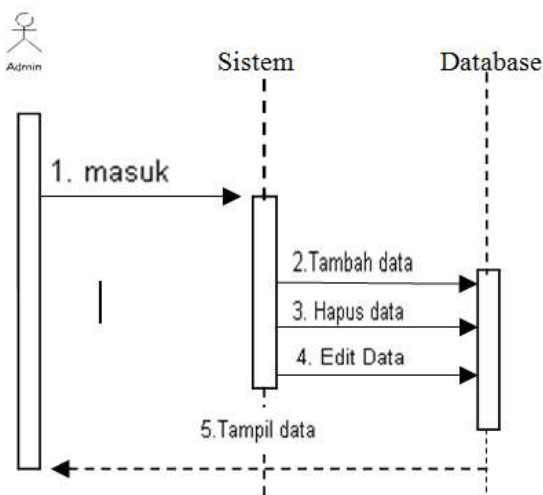 Admin
Sistem
Database
1. masuk
2.Tambah data
3. Hapus data
4. Edit Data
5.Tampil data